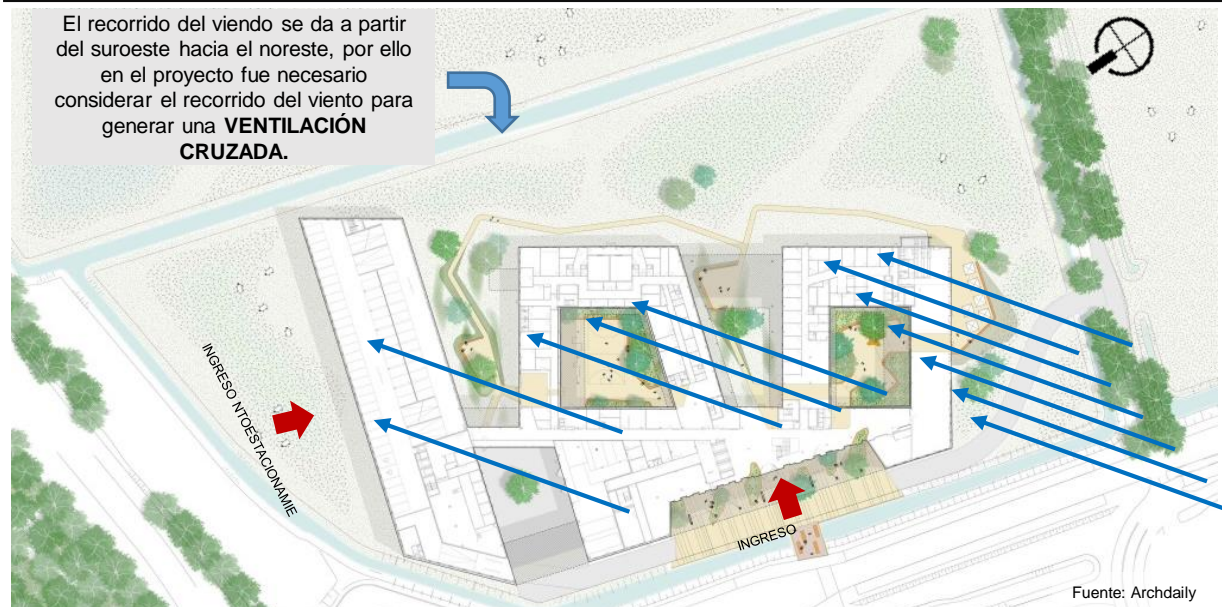 El recorrido del viendo se da a partir
del suroeste hacia el noreste, por ello
en el proyecto fue necesario
considerar el recorrido del viento para
generar una VENTILACIÓN
CRUZADA.
INGRESO NTOESTACIONAMIE
INGRESO
Fuente: Archdaily